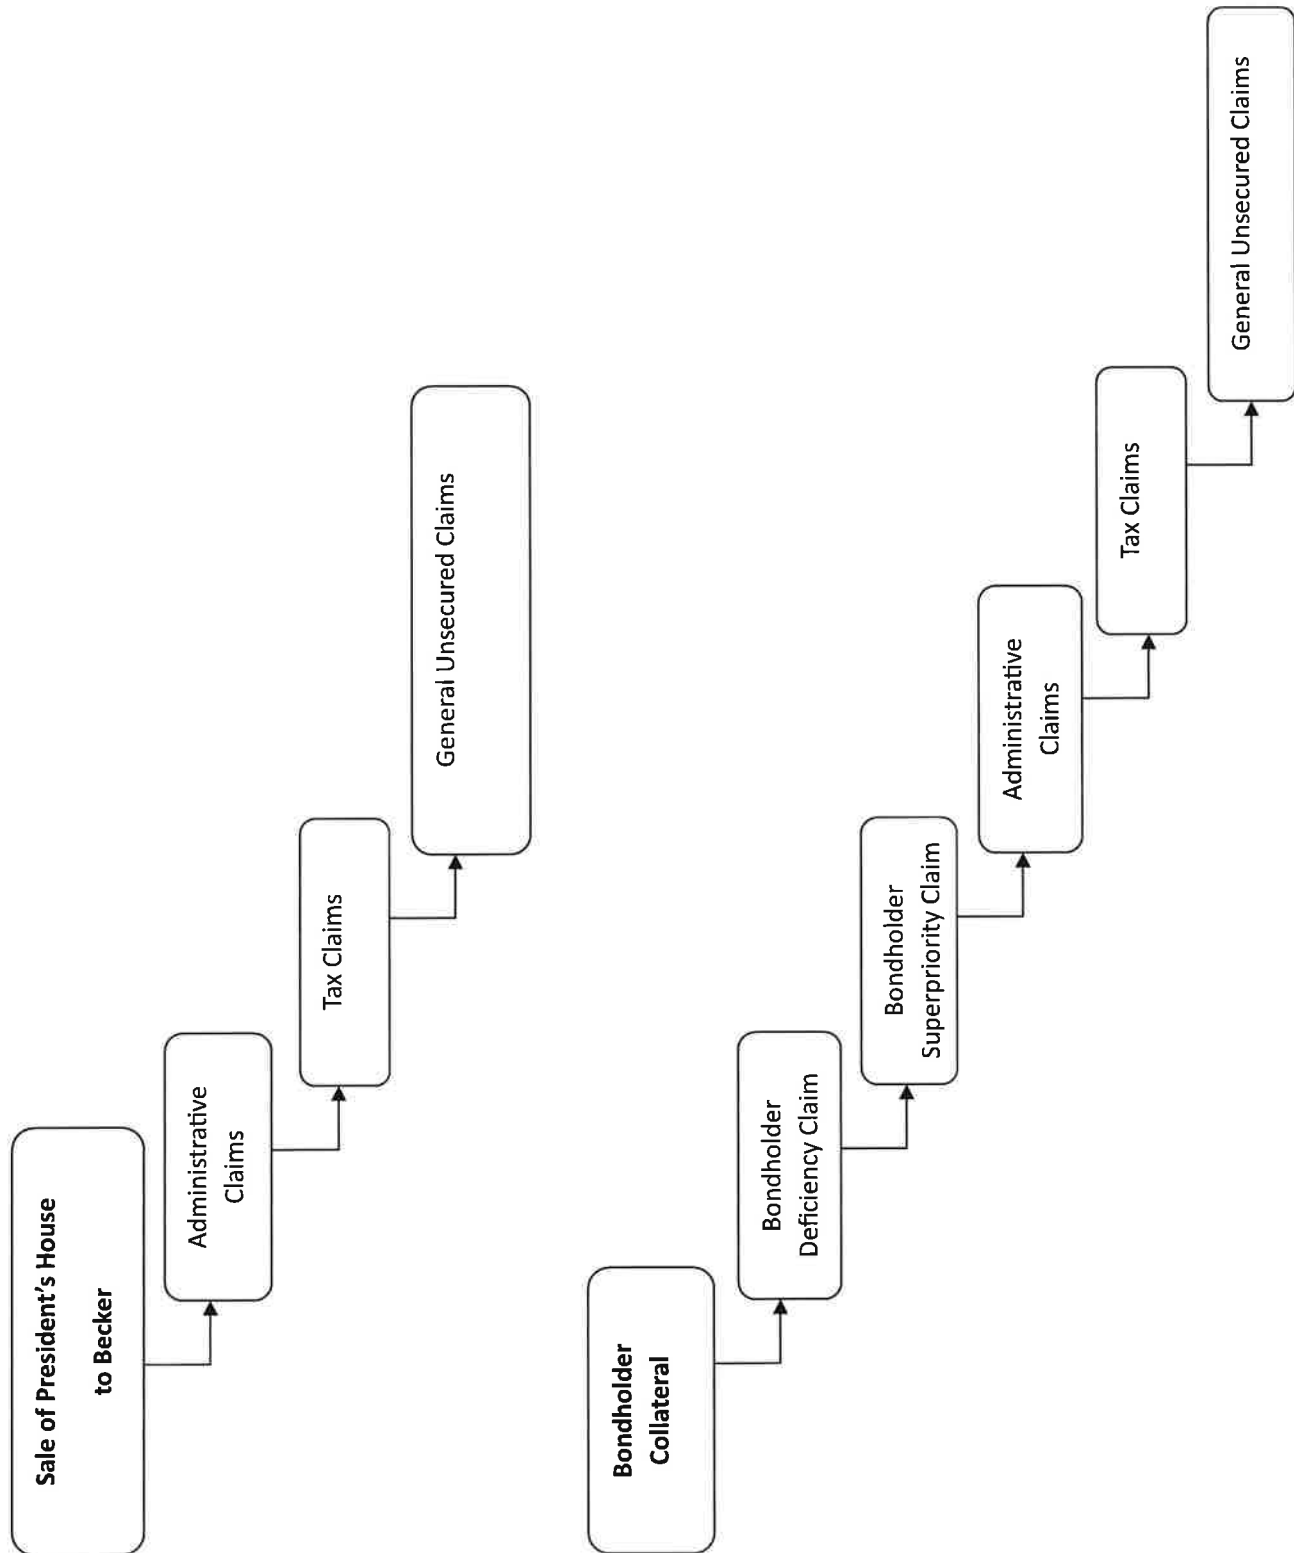 Sale of President's House
to Becker
Administrative
Claims
Tax Claims
General Unsecured Claims
Bondholder
Collateral
Bondholder
Deficiency Claim
Bondholder
Superpriority Claim
Administrative
Claims
Tax Claims
General Unsecured Claims